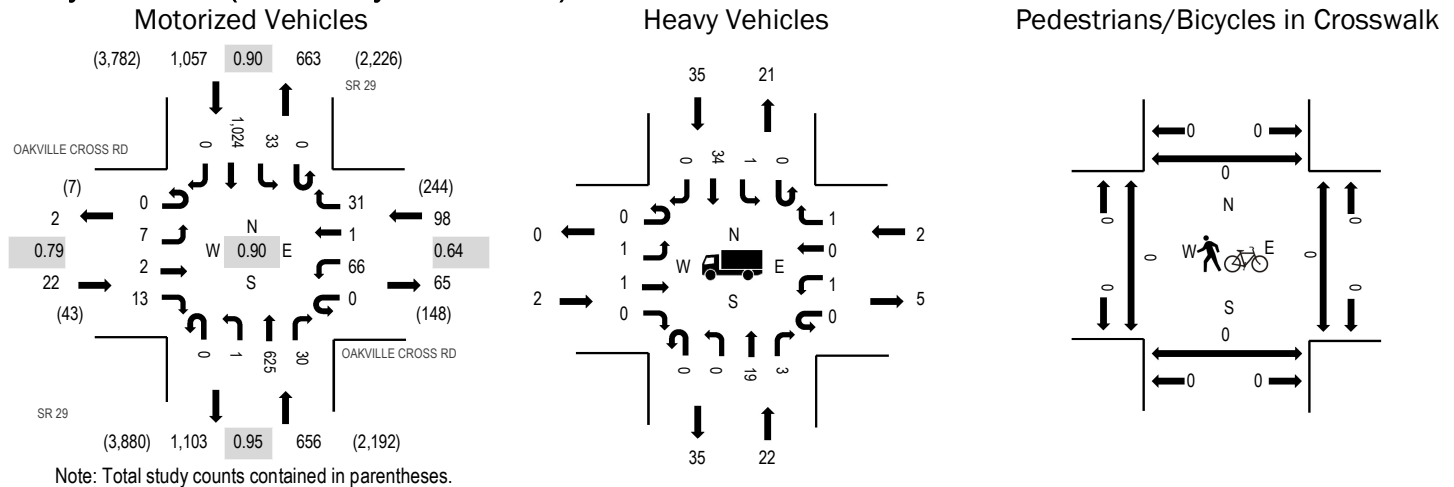 Motorized Vehicles
Heavy Vehicles
Pedestrians/Bicycles in Crosswalk
(3,782) 1,057 0.90 663 (2,226)
SR 29
0 1,024 33 0
OAKVILLE CROSS RD
(7)
2
0.79
22
(43)
0
7
2
13
N
W 0.90 E
S
31
1
66
0
(244)
98
0.64
65
(148)
0 1 625 30
OAKVILLE CROSS RD
SR 29
(3,880) 1,103 0.95 656 (2,192)
Note: Total study counts contained in parentheses.
35 21
0 34 1 0
0
1
1
0
0
2
N
W E
S
1
0
1
0
2
5
0 0 19 3
35 22
0 0
0
0
0
0
N
W E
S
0
0
0
0
0 0